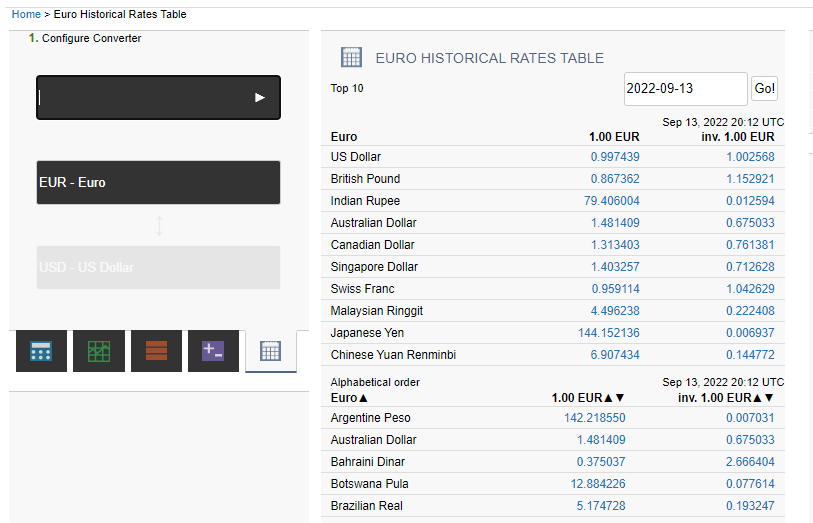 Home > Euro Historical Rates Table
1. Configure Converter
EUR - Euro
USD - US Dollar
EURO HISTORICAL RATES TABLE
Top 10
2022-09-13 Go!
Sep 13, 2022 20:12 UTC
Euro 1.00 EUR inv. 1.00 EUR
US Dollar 0.997439 1.002568
British Pound 0.867362 1.152921
Indian Rupee 79.406004 0.012594
Australian Dollar 1.481409 0.675033
Canadian Dollar 1.313403 0.761381
Singapore Dollar 1.403257 0.712628
Swiss Franc 0.959114 1.042629
Malaysian Ringgit 4.496238 0.222408
Japanese Yen 144.152136 0.006937
Chinese Yuan Renminbi 6.907434 0.144772
Alphabetical order Sep 13, 2022 20:12 UTC
Euro▲ 1.00 EUR▲▼ inv. 1.00 EUR▲▼
Argentine Peso 142.218550 0.007031
Australian Dollar 1.481409 0.675033
Bahraini Dinar 0.375037 2.666404
Botswana Pula 12.884226 0.077614
Brazilian Real 5.174728 0.193247